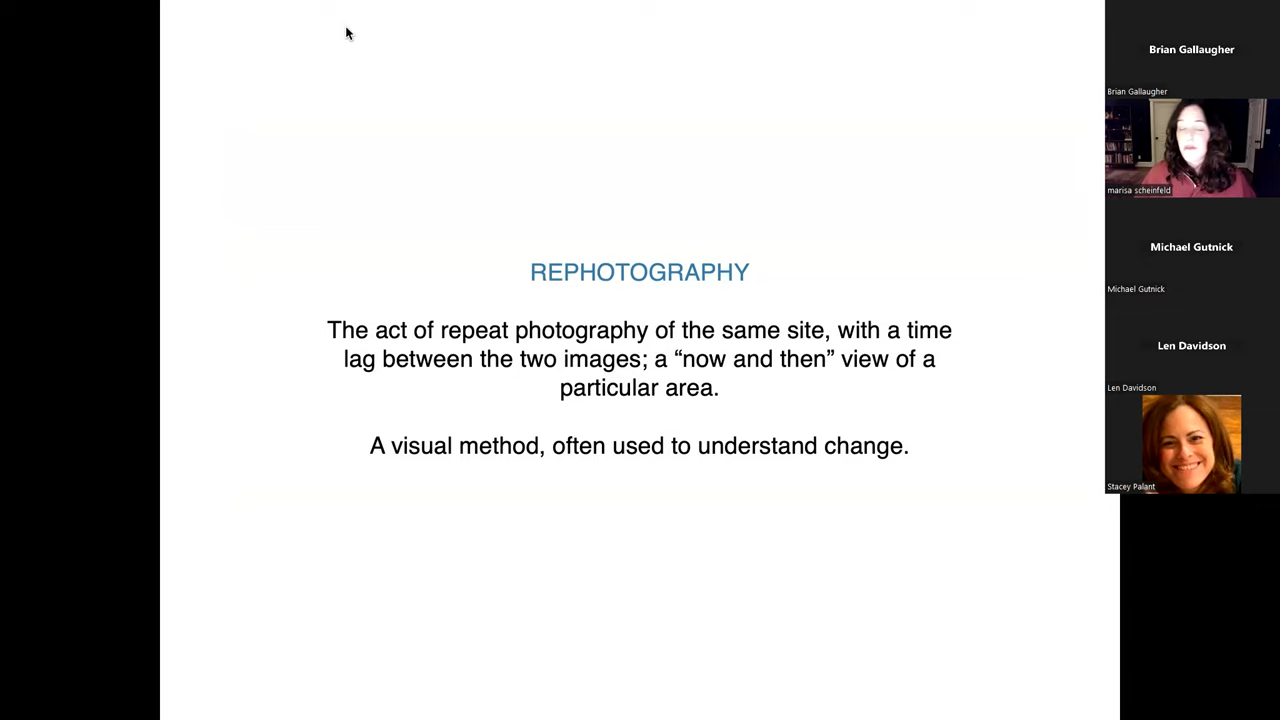 REPHOTOGRAPHY
The act of repeat photography of the same site, with a time
lag between the two images; a “now and then” view of a
particular area.
A visual method, often used to understand change.
Brian Gallaugher
Brian Gallaugher
marisa scheinfeld
Michael Gutnick
Michael Gutnick
Len Davidson
Len Davidson
Stacey Palant